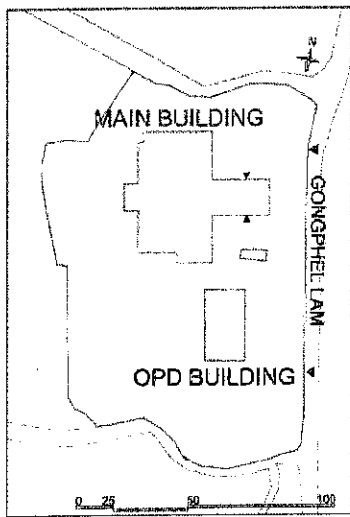 N
MAIN BUILDING
GONGPHEL LAM
OPD BUILDING
0 25 50 100